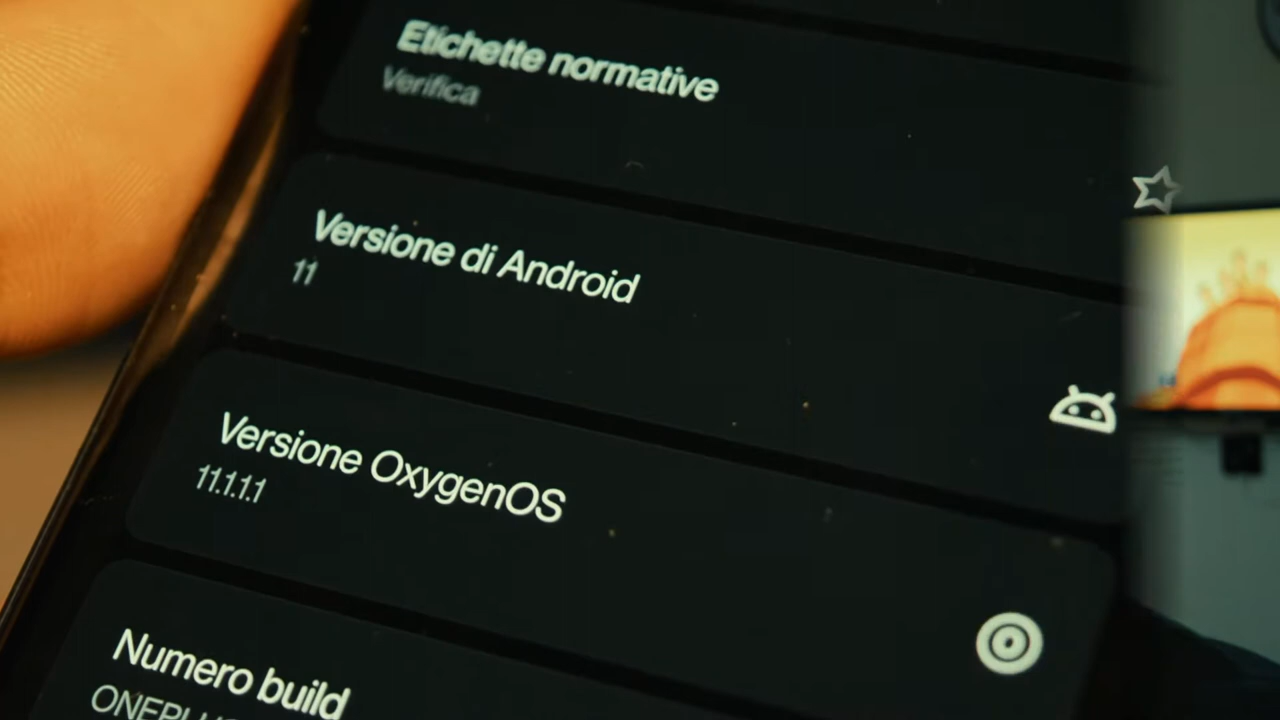 Etichette normative
Verifica
Versione di Android
11
Versione OxygenOS
11.1.1.1
Numero build